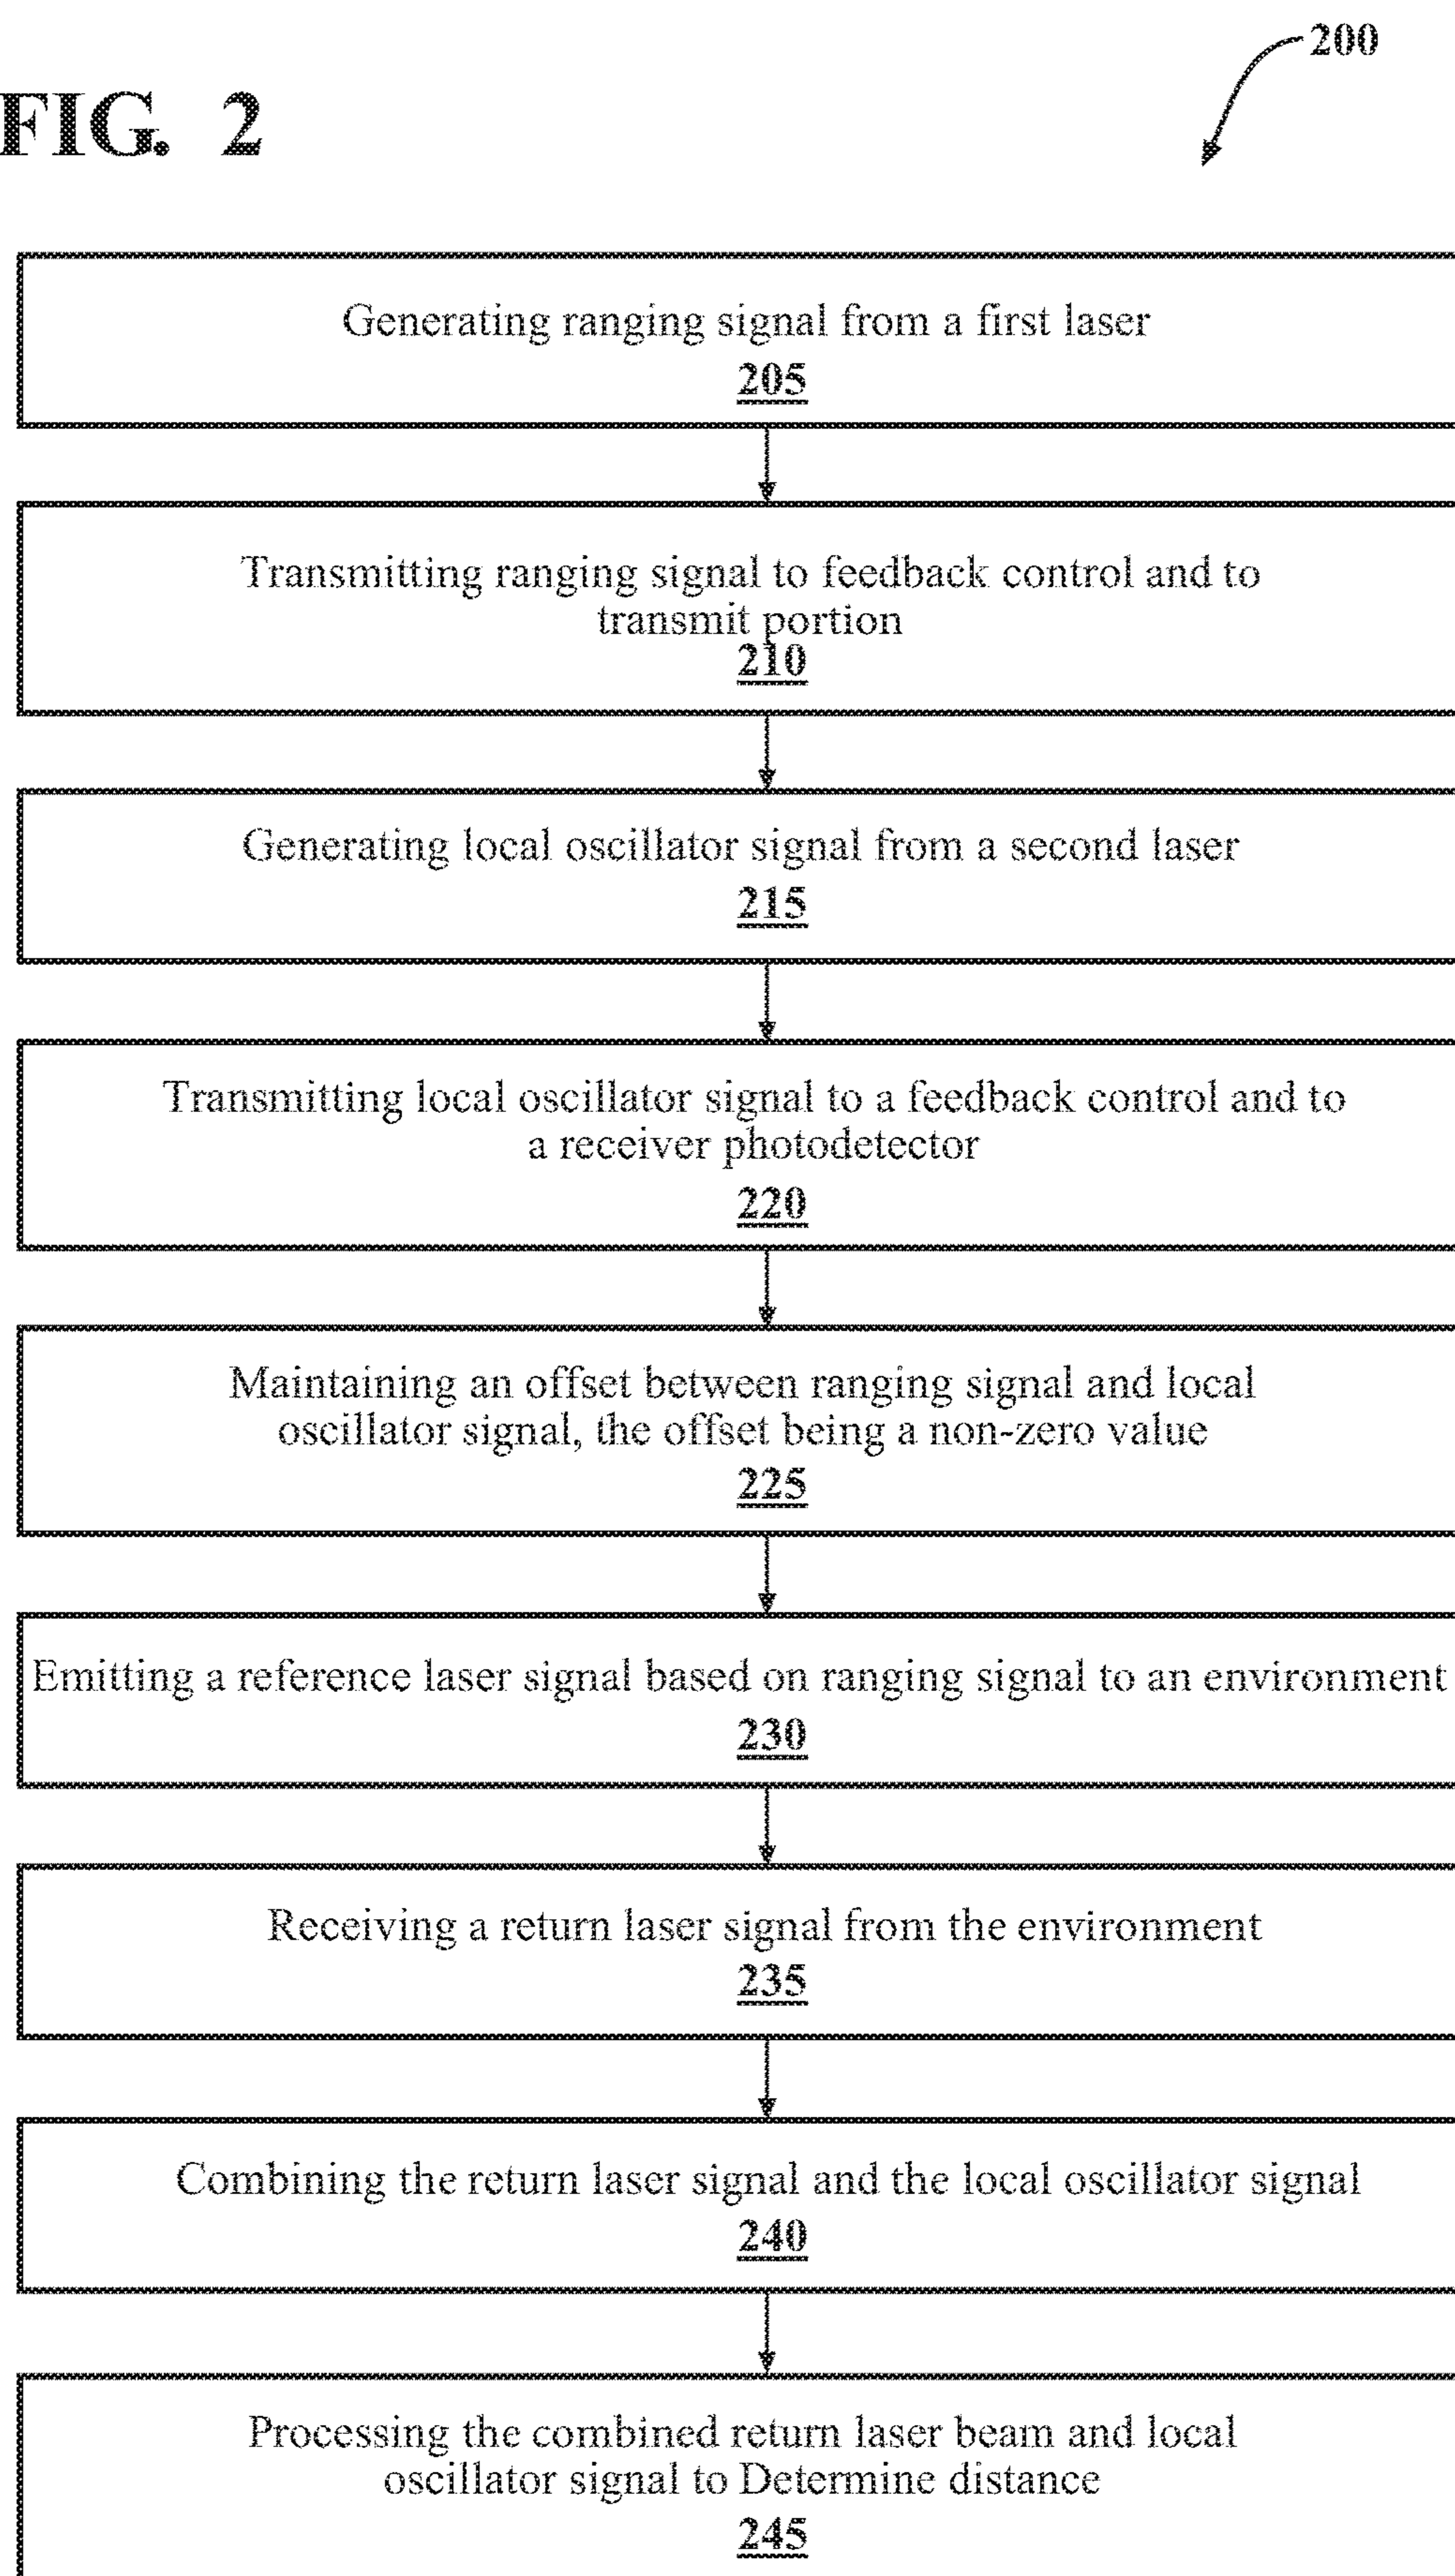 200
FIG. 2
Generating ranging signal from a first laser
205
Transmitting ranging signal to feedback control and to
transmit portion
210
Generating local oscillator signal from a second laser
215
Transmitting local oscillator signal to a feedback control and to
a receiver photodetector
220
Maintaining an offset between ranging signal and local
oscillator signal, the offset being a non-zero value
225
Emitting a reference laser signal based on ranging signal to an environment
230
Receiving a return laser signal from the environment
235
Combining the return laser signal and the local oscillator signal
240
Processing the combined return laser beam and local
oscillator signal to Determine distance
245